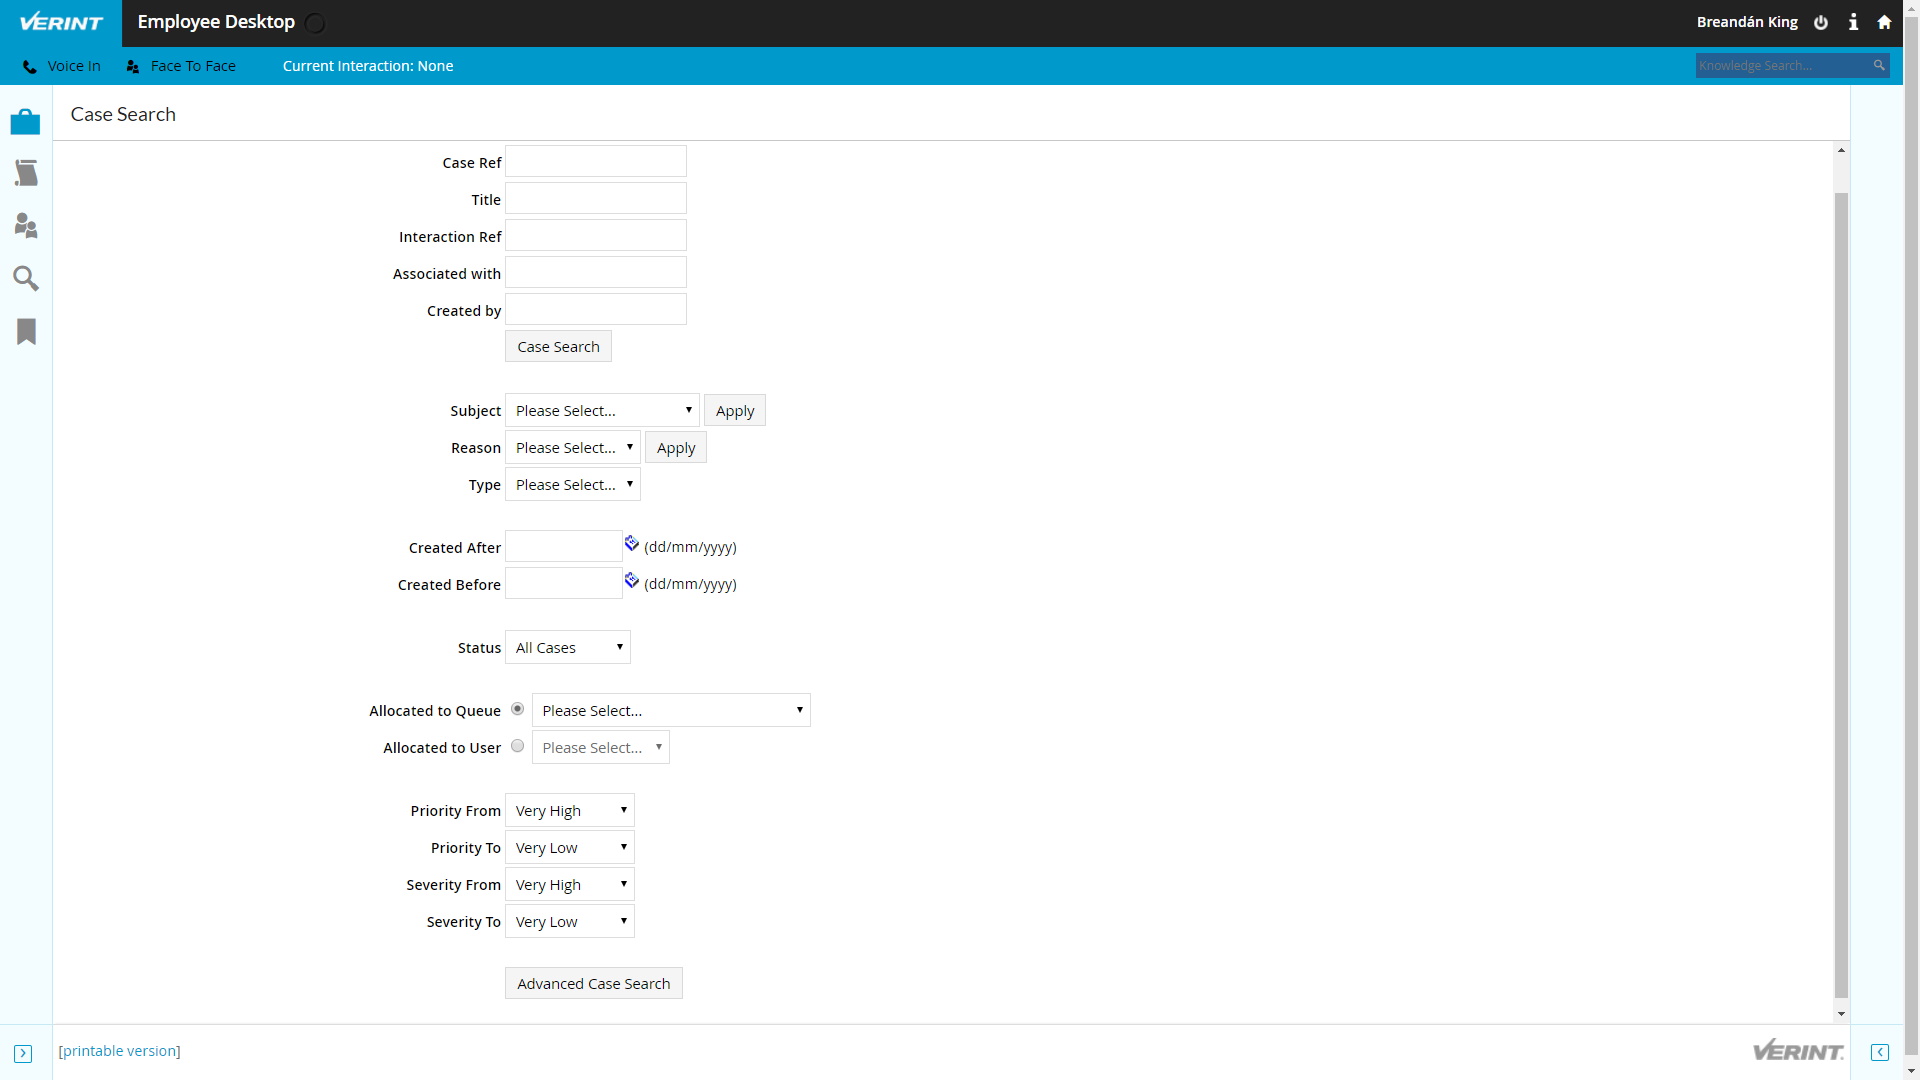 VERINT Employee Desktop Breandán King
Voice In Face To Face Current Interaction: None Knowledge Search...
Case Search
Case Ref
Title
Interaction Ref
Associated with
Created by
Case Search
Subject Please Select... Apply
Reason Please Select... Apply
Type Please Select...
Created After (dd/mm/yyyy)
Created Before (dd/mm/yyyy)
Status All Cases
Allocated to Queue Please Select...
Allocated to User Please Select...
Priority From Very High
Priority To Very Low
Severity From Very High
Severity To Very Low
Advanced Case Search
[printable version] VERINT.